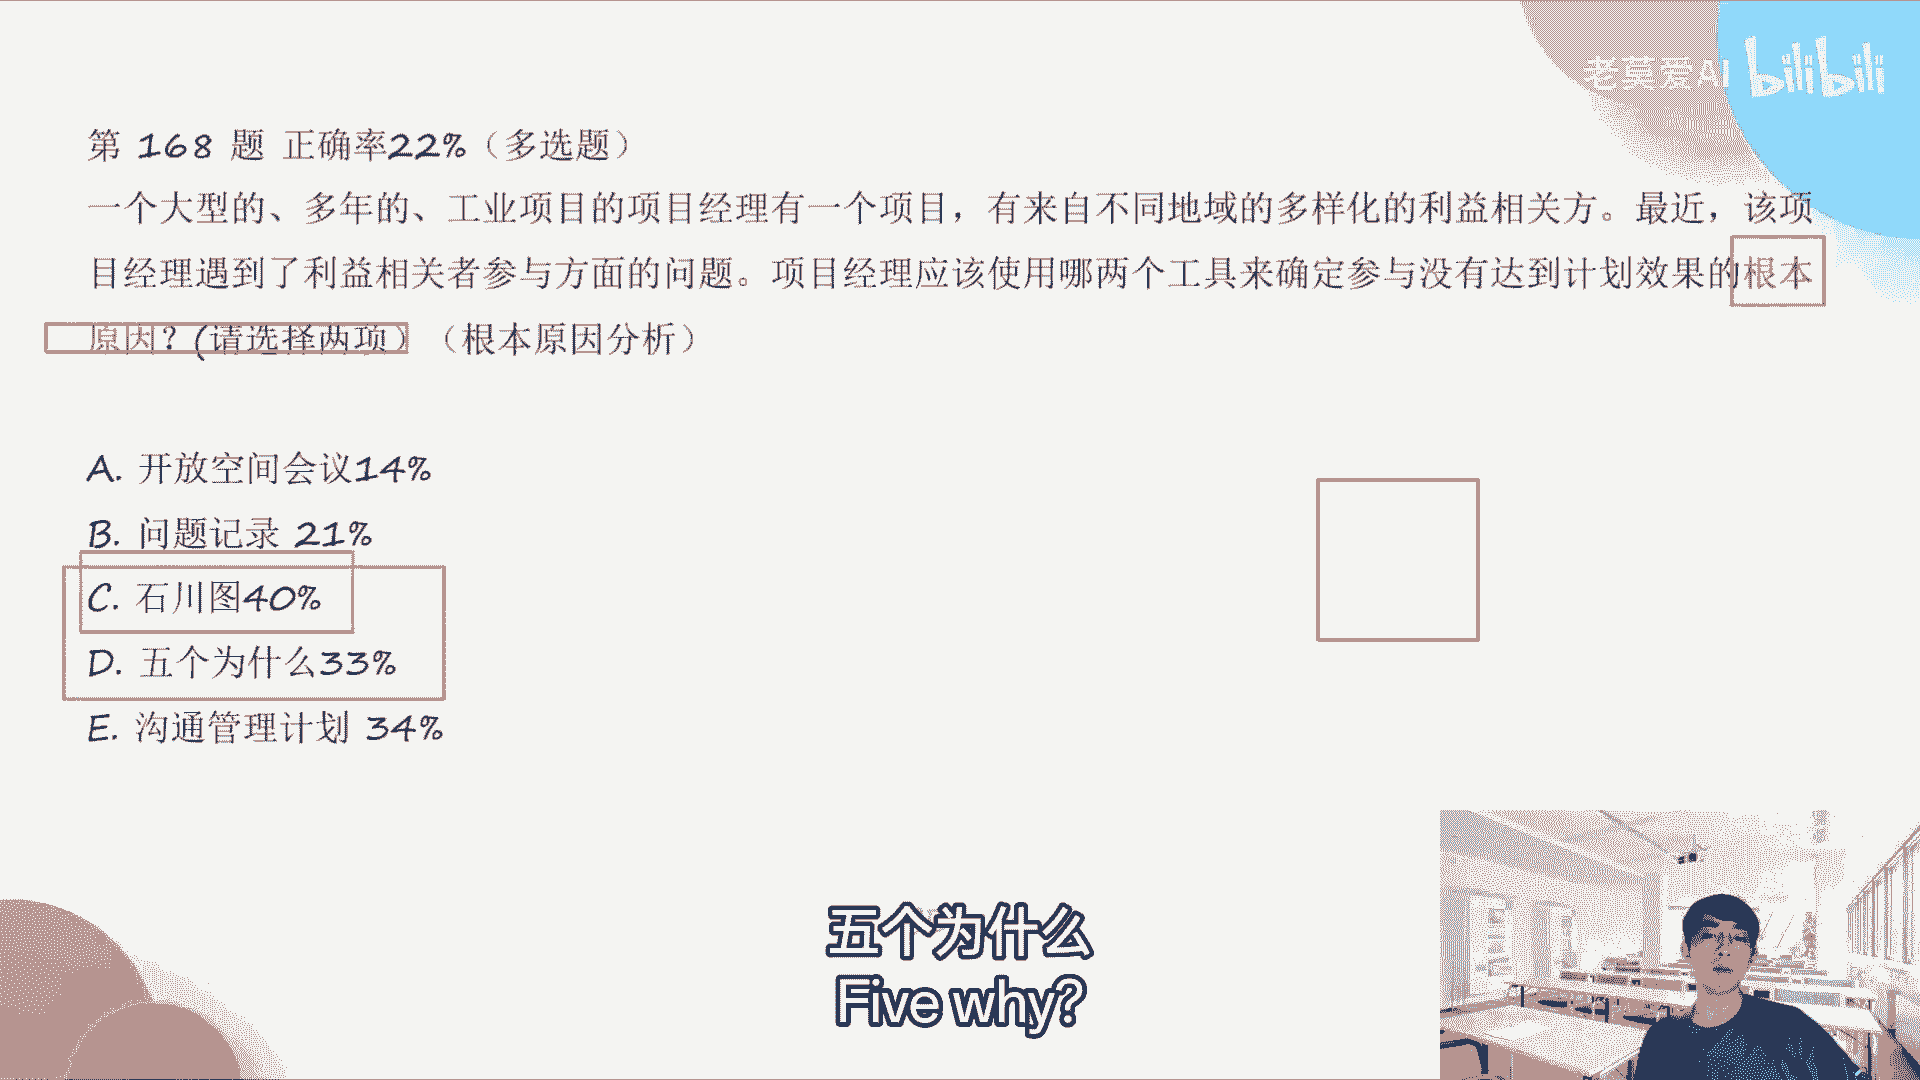 老莫爱AI bilibili
第 168 题 正确率22%（多选题）
一个大型的、多年的、工业项目的项目经理有一个项目，有来自不同地域的多样化的利益相关方。最近，该项
目经理遇到了利益相关者参与方面的问题。项目经理应该使用哪两个工具来确定参与没有达到计划效果的根本
原因？(请选择两项）（根本原因分析）
A. 开放空间会议14%
B. 问题记录 21%
C. 石川图40%
D. 五个为什么33%
E. 沟通管理计划 34%
五个为什么
Five why?